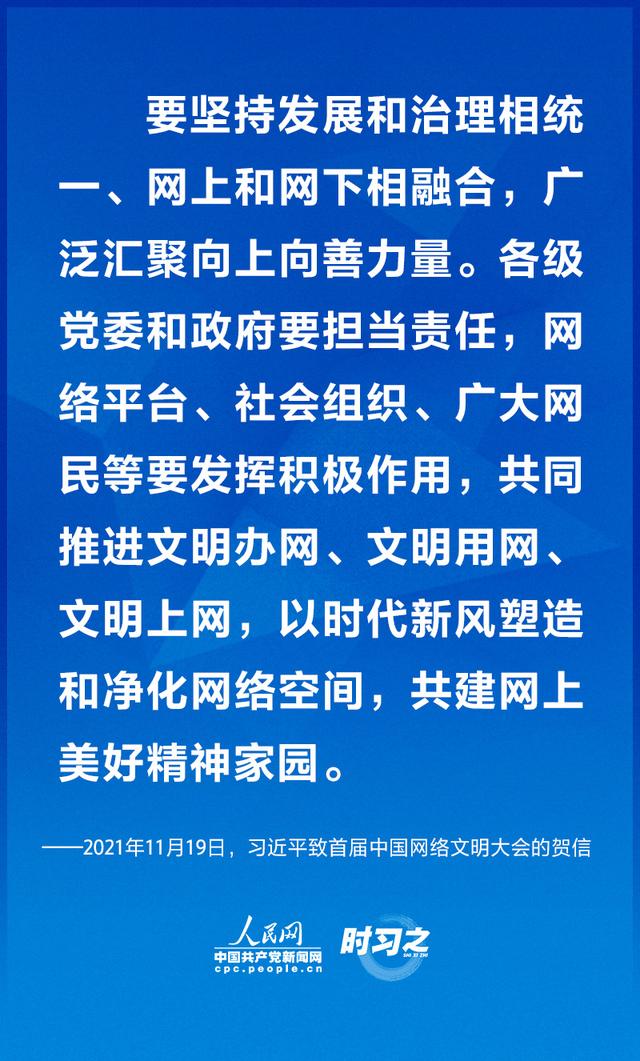 要坚持发展和治理相统
一、网上和网下相融合，广
泛汇聚向上向善力量。各级
党委和政府要担当责任，网
络平台、社会组织、广大网
民等要发挥积极作用，共同
推进文明办网、文明用网、
文明上网，以时代新风塑造
和净化网络空间，共建网上
美好精神家园。
——2021年11月19日，习近平致首届中国网络文明大会的贺信
人民网
中国共产党新闻网
cpc.people.cn
时习之
SHI XI ZHI